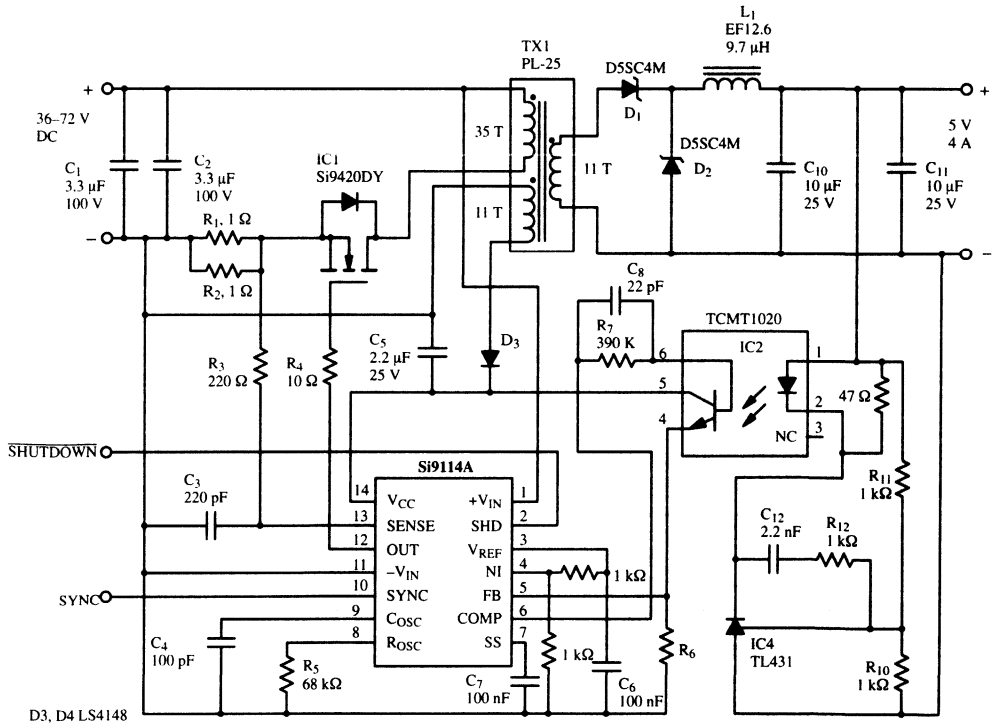 L₁
EF12.6
9.7 µH
TX1
PL-25
D5SC4M
D₁
+
36–72 V
DC
C₁
3.3 µF
100 V
C₂
3.3 µF
100 V
IC1
Si9420DY
35 T
11 T
11 T
D5SC4M
D₂
C₁₀
10 µF
25 V
C₁₁
10 µF
25 V
+
5 V
4 A
–
R₁, 1 Ω
R₂, 1 Ω
–
C₈
22 pF
R₇
390 K
TCMT1020
IC2
6
5
4
1
2
3
NC
47 Ω
C₅
2.2 µF
25 V
D₃
R₃
220 Ω
R₄
10 Ω
SHUTDOWN
C₃
220 pF
Si9114A
14 V_CC
13 SENSE
12 OUT
11 –V_IN
10 SYNC
9 C_OSC
8 R_OSC
+V_IN 1
SHD 2
V_REF 3
NI 4
FB 5
COMP 6
SS 7
1 kΩ
1 kΩ
SYNC
C₄
100 pF
R₅
68 kΩ
C₇
100 nF
C₆
100 nF
R₆
R₁₁
1 kΩ
C₁₂
2.2 nF
R₁₂
1 kΩ
IC4
TL431
R₁₀
1 kΩ
D3, D4 LS4148